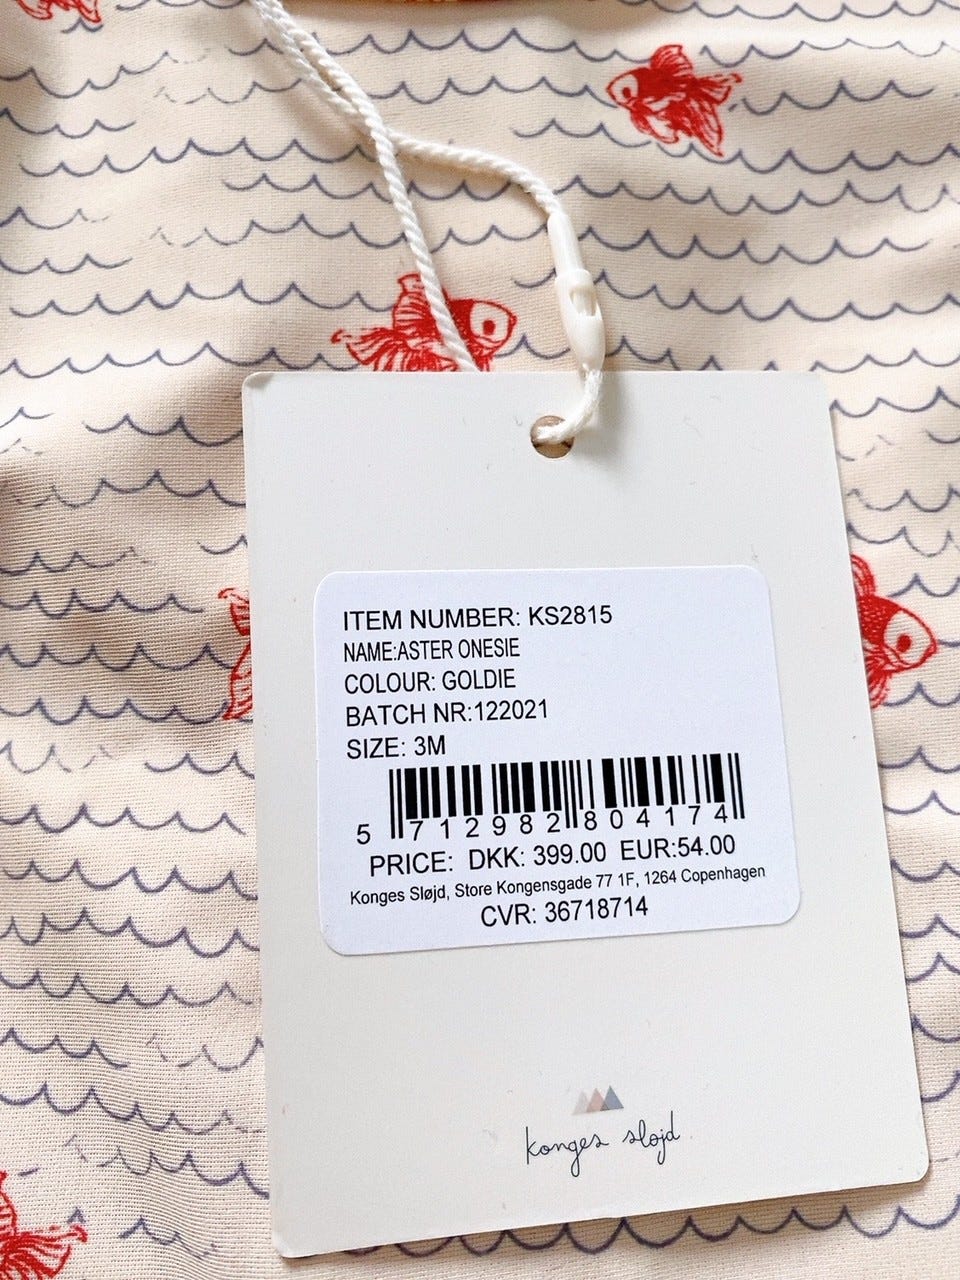 ITEM NUMBER: KS2815
NAME:ASTER ONESIE
COLOUR: GOLDIE
BATCH NR:122021
SIZE: 3M
5 712982 804174
PRICE: DKK: 399.00 EUR:54.00
Konges Sløjd, Store Kongensgade 77 1F, 1264 Copenhagen
CVR: 36718714
konges sløjd